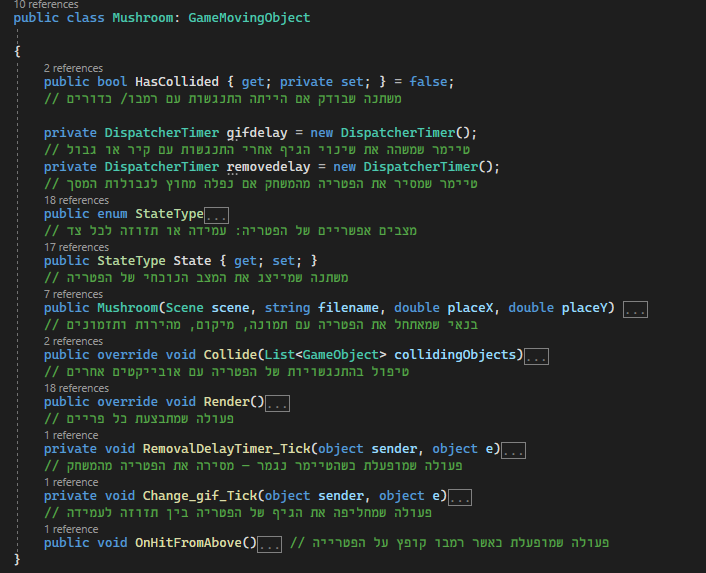 10 references
public class Mushroom: GameMovingObject
{
2 references
public bool HasCollided { get; private set; } = false;
// משתנה שבודק אם הייתה התנגשות עם רמבו/ כדורים
private DispatcherTimer gifdelay = new DispatcherTimer();
// טיימר שמשהה את שינוי הגיף אחרי התנגשות עם קיר או גבול
private DispatcherTimer removedelay = new DispatcherTimer();
// טיימר שמסיר את הפטריה מהמשחק אם נפלה מחוץ לגבולות המסך
18 references
public enum StateType...
// מצבים אפשריים של הפטריה: עמידה או תזוזה לכל צד
17 references
public StateType State { get; set; }
// משתנה שמייצג את המצב הנוכחי של הפטריה
7 references
public Mushroom(Scene scene, string filename, double placeX, double placeY) ...
// בנאי שמאתחל את הפטריה עם תמונה, מיקום, מהירות ותזמונים
2 references
public override void Collide(List<GameObject> collidingObjects)...
// טיפול בהתנגשויות של הפטריה עם אובייקטים אחרים
18 references
public override void Render()...
// פעולה שמתבצעת כל פריים
1 reference
private void RemovalDelayTimer_Tick(object sender, object e)...
// פעולה שמופעלת כשהטיימר נגמר – מסירה את הפטריה מהמשחק
1 reference
private void Change_gif_Tick(object sender, object e)...
// פעולה שמחליפה את הגיף של הפטריה בין תזוזה לעמידה
1 reference
public void OnHitFromAbove()... // פעולה שמופעלת כאשר רמבו קופץ על הפטרייה
}